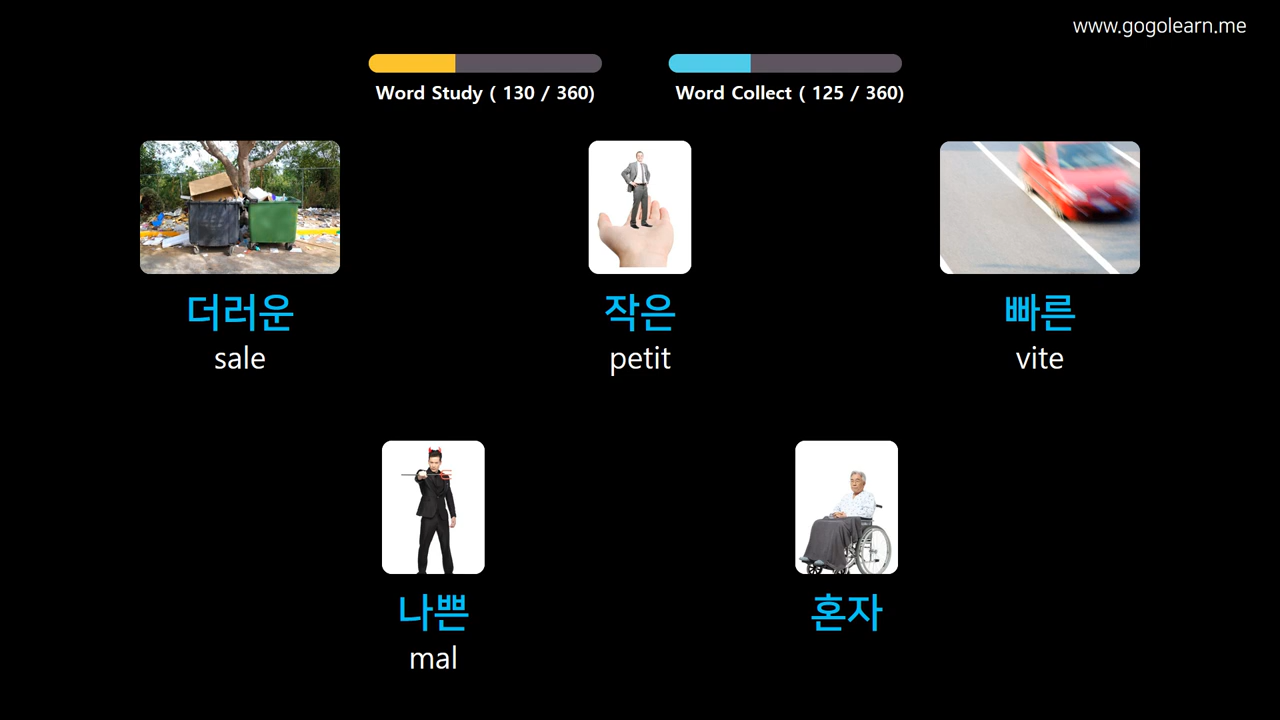 www.gogolearn.me
Word Study ( 130 / 360)
Word Collect ( 125 / 360)
더러운
sale
작은
petit
빠른
vite
나쁜
mal
혼자